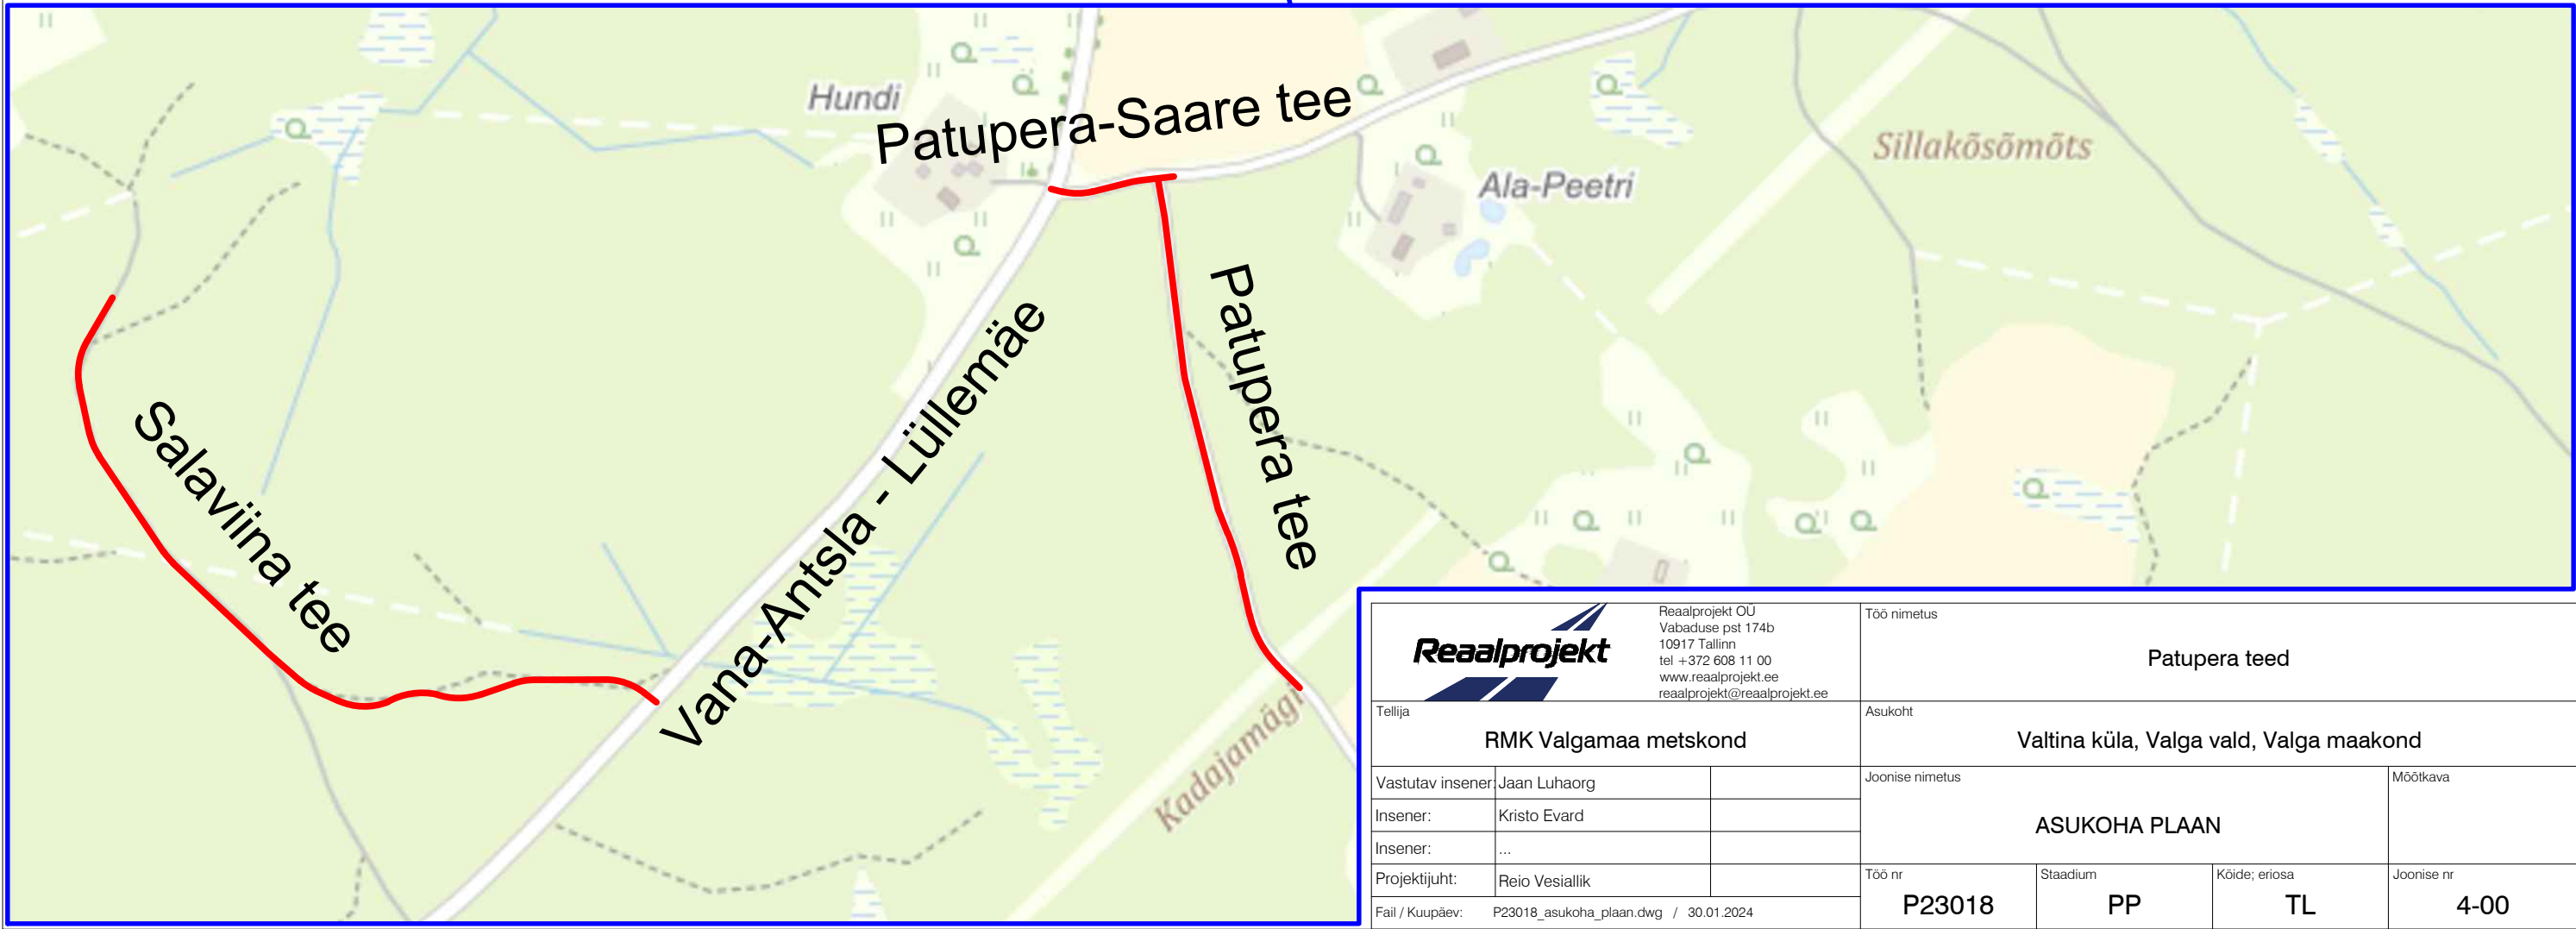 Hundi
Patupera-Saare tee
Sillakõsõmõts
Ala-Peetri
Patupera tee
Vana-Antsla - Lüllemäe
Salaviina tee
Kadajamägi
Reaalprojekt
Reaalprojekt OÜ
Vabaduse pst 174b
10917 Tallinn
tel +372 608 11 00
www.reaalprojekt.ee
reaalprojekt@reaalprojekt.ee
Töö nimetus
Patupera teed
Tellija
RMK Valgamaa metskond
Asukoht
Valtina küla, Valga vald, Valga maakond
Vastutav insener: Jaan Luhaorg
Insener: Kristo Evard
Insener: ...
Projektijuht: Reio Vesiallik
Fail / Kuupäev: P23018_asukoha_plaan.dwg / 30.01.2024
Joonise nimetus
ASUKOHA PLAAN
Mõõtkava
Töö nr
P23018
Staadium
PP
Köide; eriosa
TL
Joonise nr
4-00